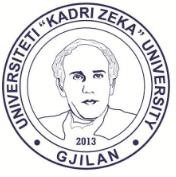 UNIVERSITETI "KADRI ZEKA" UNIVERSITY
2013
GJILAN